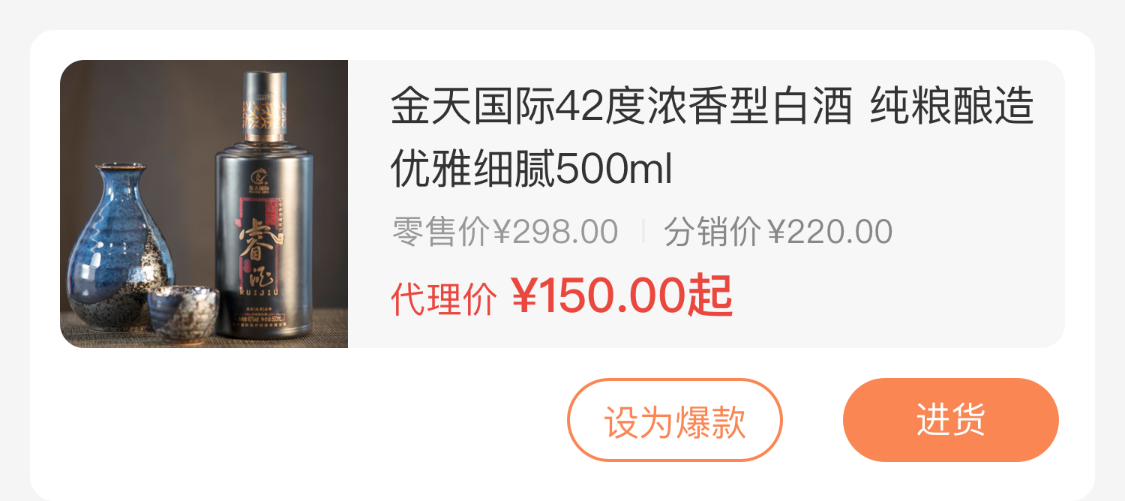 金天国际42度浓香型白酒 纯粮酿造
优雅细腻500ml
零售价¥298.00 分销价¥220.00
代理价 ¥150.00起
睿
RUIJIU
设为爆款
进货